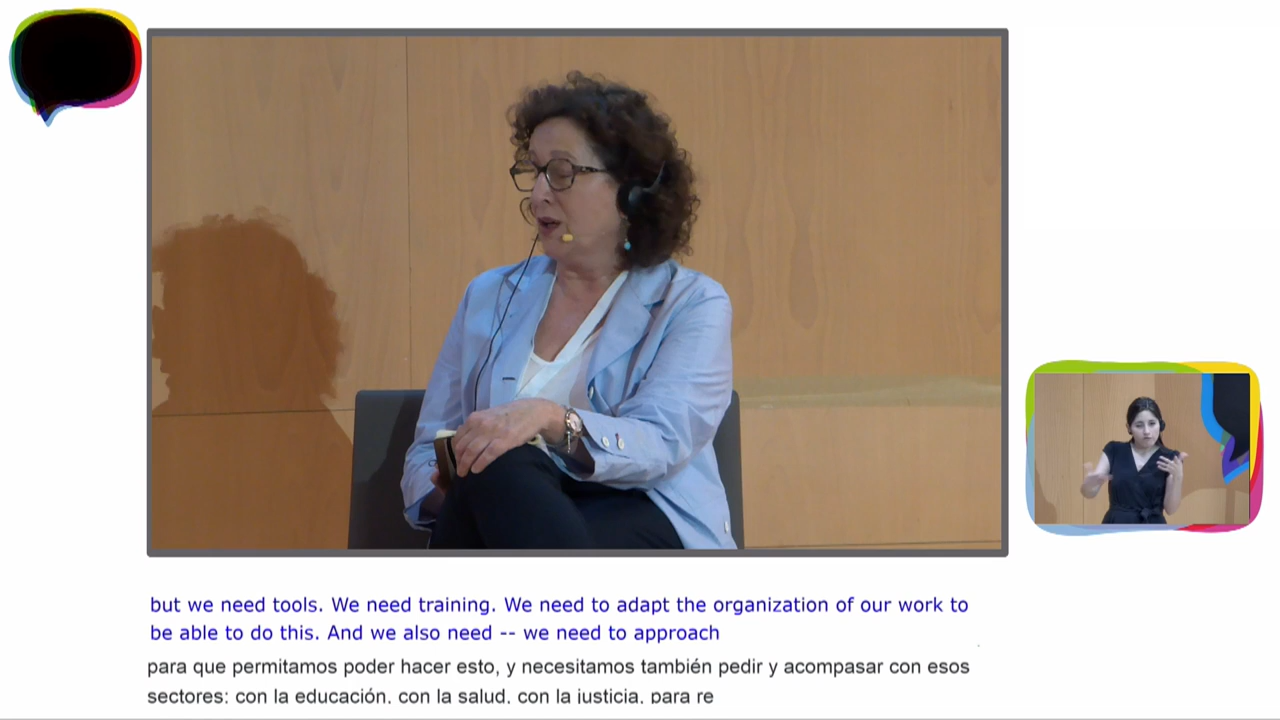 but we need tools. We need training. We need to adapt the organization of our work to
be able to do this. And we also need -- we need to approach
para que permitamos poder hacer esto, y necesitamos también pedir y acompasar con esos
sectores: con la educación, con la salud, con la justicia, para re